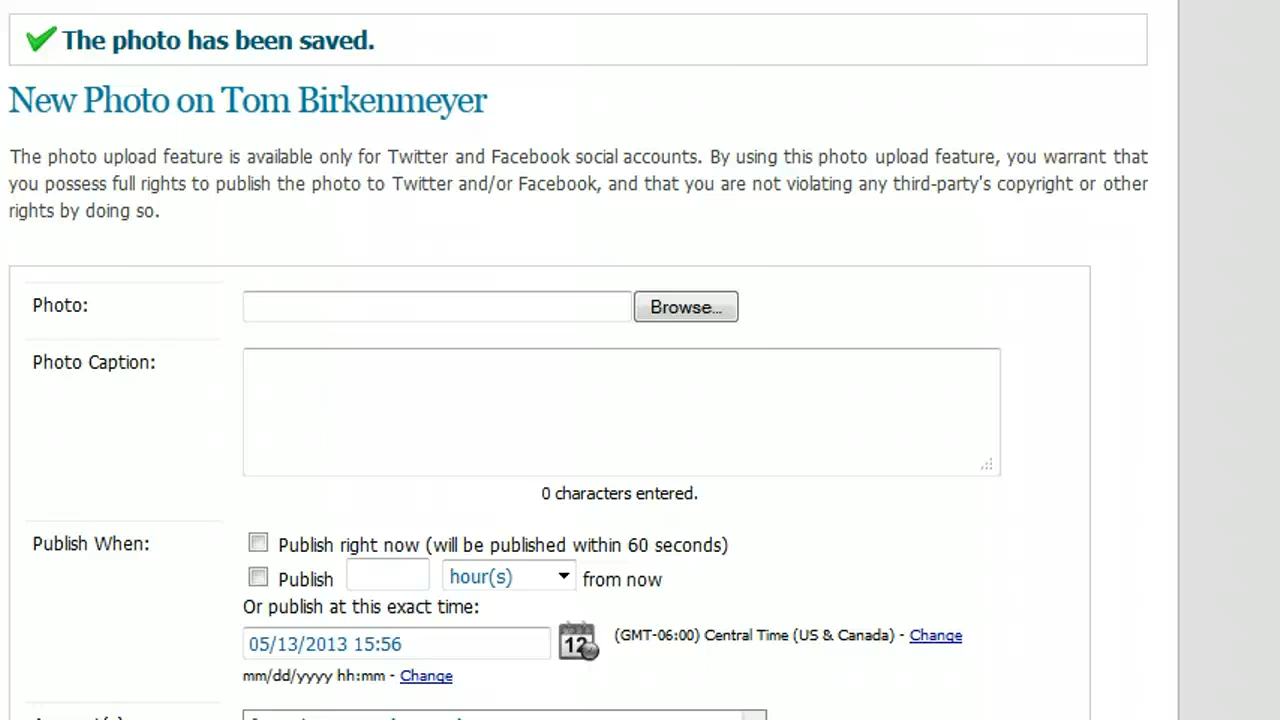 The photo has been saved.
New Photo on Tom Birkenmeyer
The photo upload feature is available only for Twitter and Facebook social accounts. By using this photo upload feature, you warrant that
you possess full rights to publish the photo to Twitter and/or Facebook, and that you are not violating any third-party's copyright or other
rights by doing so.
Photo:
Browse...
Photo Caption:
0 characters entered.
Publish When:
Publish right now (will be published within 60 seconds)
Publish hour(s) from now
Or publish at this exact time:
05/13/2013 15:56 12 (GMT-06:00) Central Time (US & Canada) - Change
mm/dd/yyyy hh:mm - Change